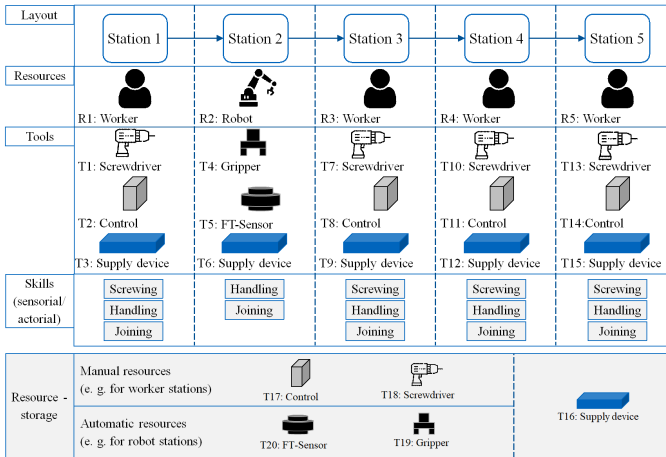 Layout
Station 1
Station 2
Station 3
Station 4
Station 5
Resources
R1: Worker
R2: Robot
R3: Worker
R4: Worker
R5: Worker
Tools
T1: Screwdriver
T4: Gripper
T7: Screwdriver
T10: Screwdriver
T13: Screwdriver
T2: Control
T5: FT-Sensor
T8: Control
T11: Control
T14:Control
T3: Supply device
T6: Supply device
T9: Supply device
T12: Supply device
T15: Supply device
Skills
(sensorial/
actorial)
Screwing
Handling
Screwing
Screwing
Screwing
Handling
Joining
Handling
Handling
Handling
Joining
Joining
Joining
Joining
Resource -
storage
Manual resources
(e. g. for worker stations)
T17: Control
T18: Screwdriver
T16: Supply device
Automatic resources
(e. g. for robot stations)
T20: FT-Sensor
T19: Gripper